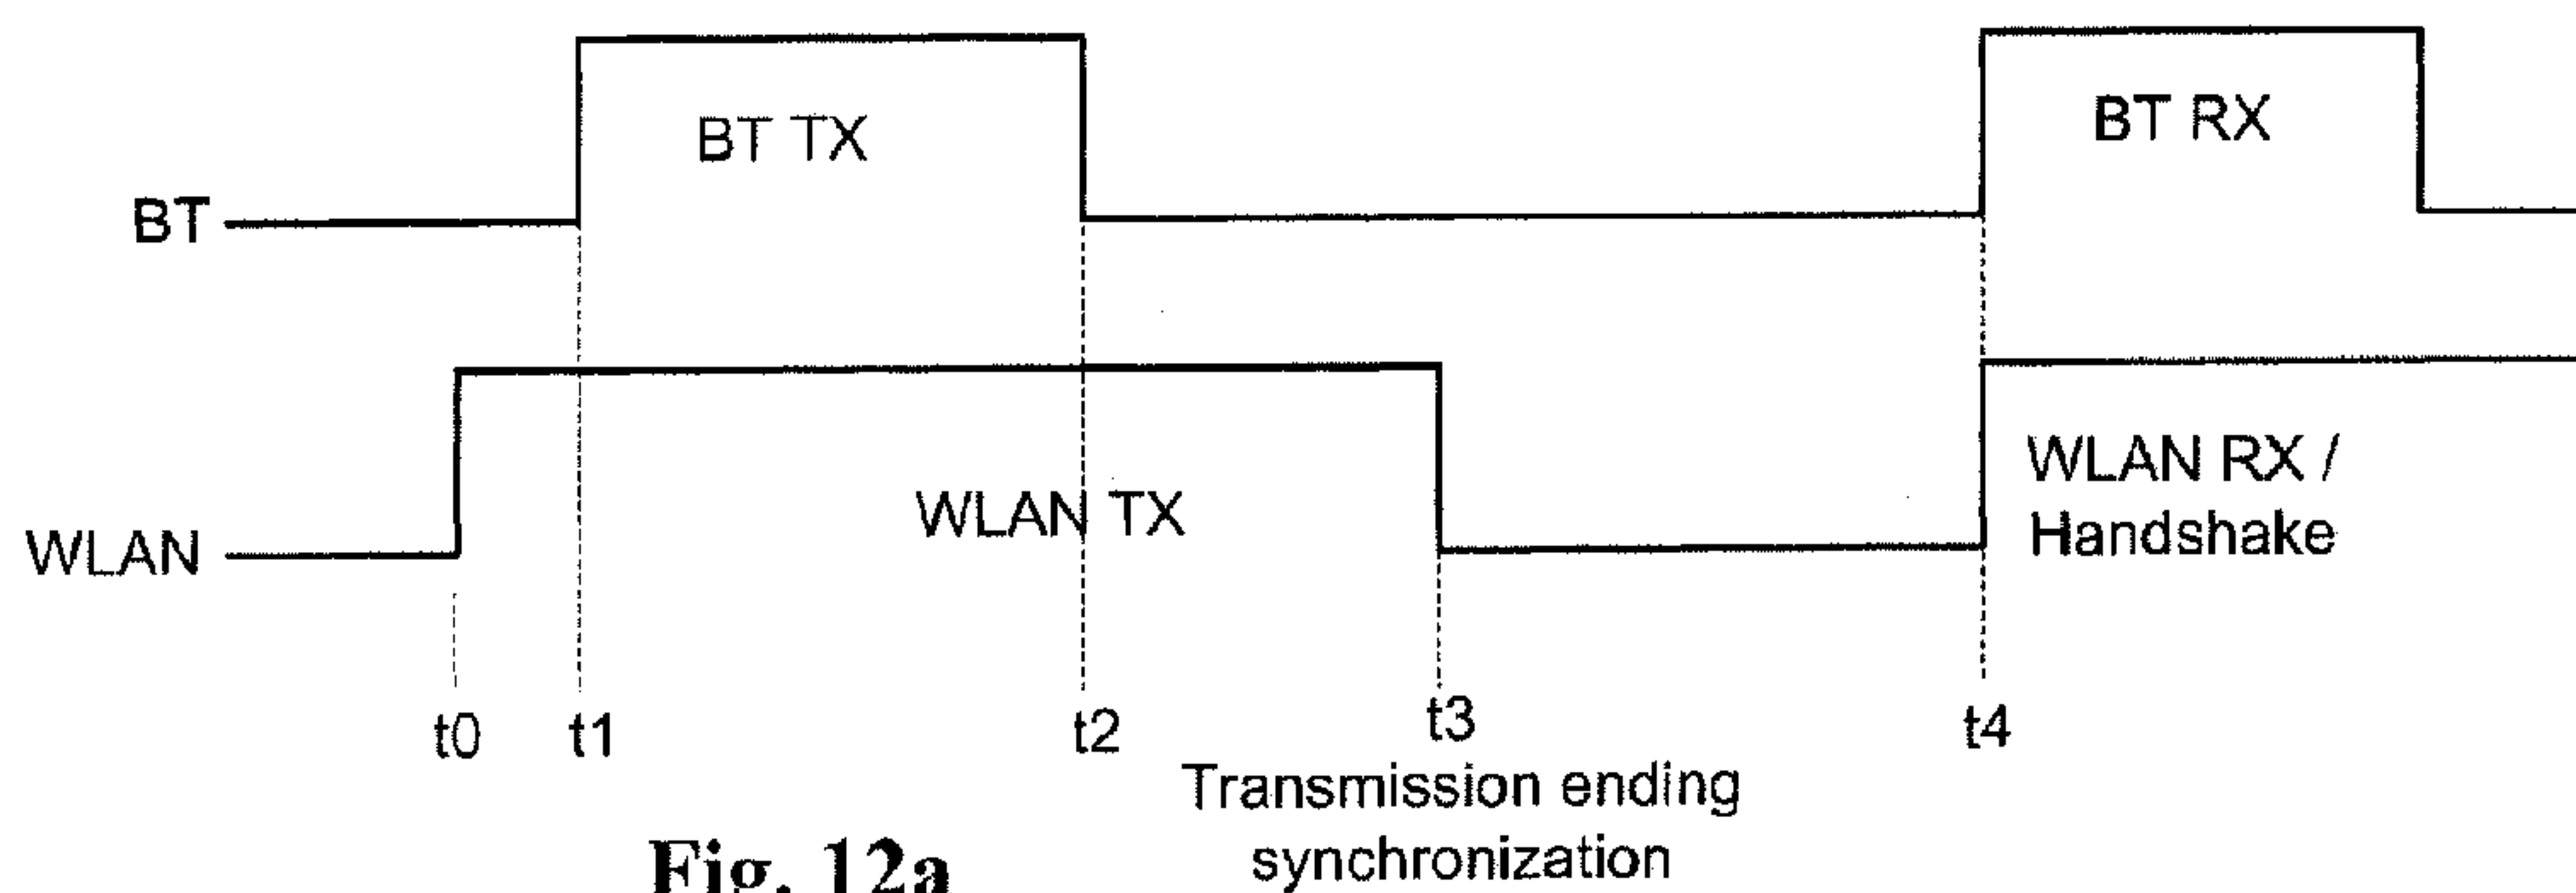 BT TX
BT RX
BT
WLAN TX
WLAN RX /
Handshake
WLAN
t0 t1 t2 t3 t4
Transmission ending
synchronization
Fig. 12a